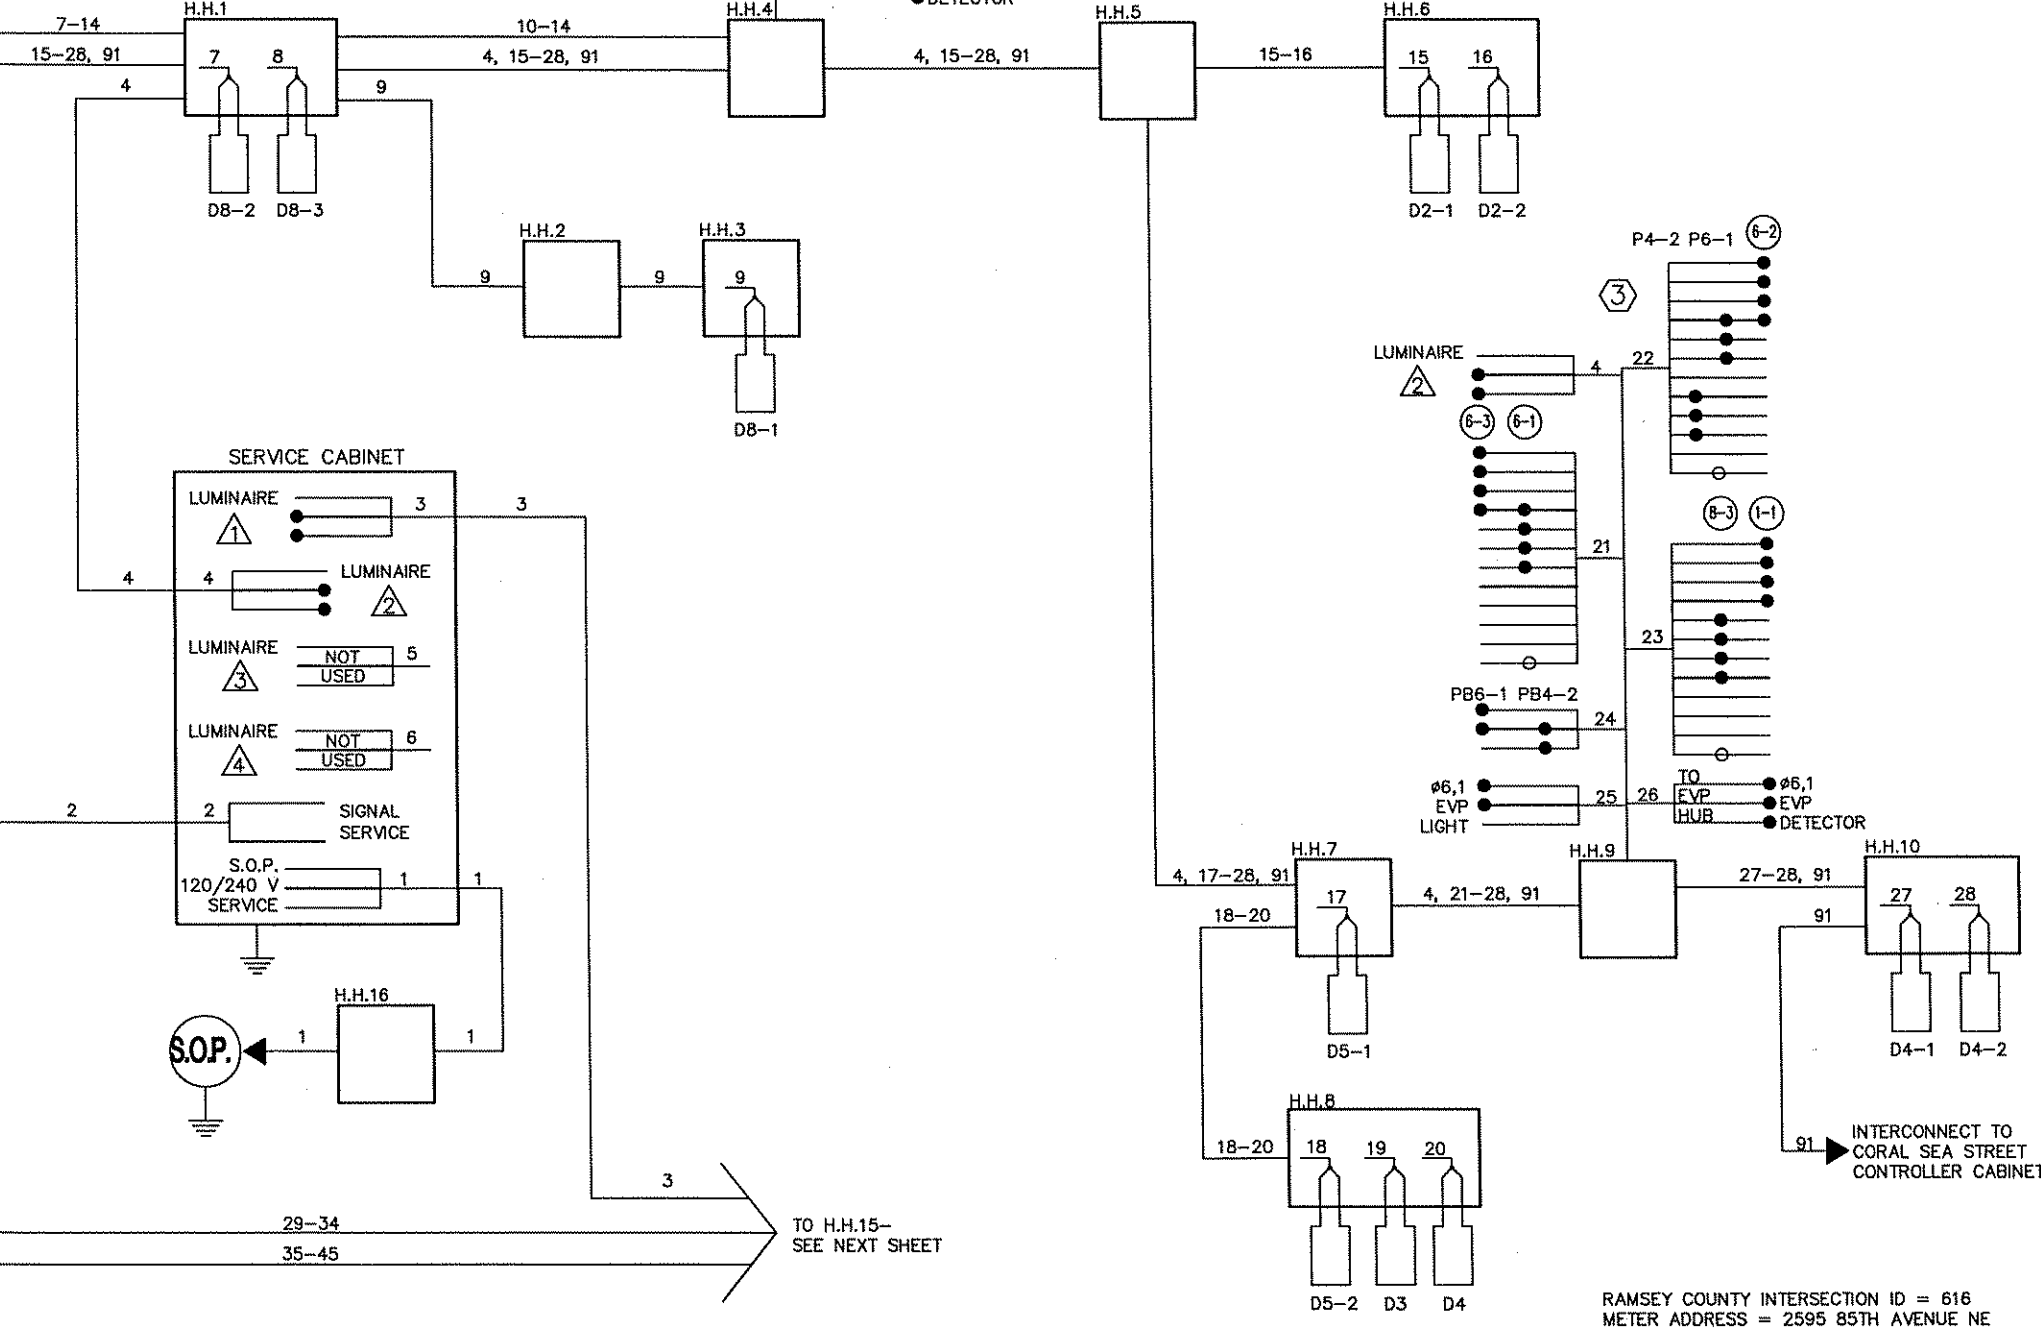 DETECTOR
H.H.1
H.H.4
H.H.5
H.H.6
7-14
10-14
15-28, 91
7
8
4, 15-28, 91
4, 15-28, 91
15-16
15
16
4
9
D8-2
D8-3
D2-1
D2-2
H.H.2
H.H.3
9
9
9
D8-1
P4-2 P6-1
6-2
3
LUMINAIRE
2
4
22
6-3
6-1
21
8-3
1-1
23
SERVICE CABINET
LUMINAIRE
1
3
3
4
4
LUMINAIRE
2
LUMINAIRE
3
NOT
USED
5
LUMINAIRE
4
NOT
USED
6
2
2
SIGNAL
SERVICE
S.O.P.
120/240 V
SERVICE
1
1
PB6-1 PB4-2
24
ø6,1
EVP
LIGHT
25
26
TO
EVP
HUB
ø6,1
EVP
DETECTOR
H.H.7
H.H.9
H.H.10
4, 17-28, 91
17
4, 21-28, 91
27-28, 91
27
28
18-20
91
D5-1
D4-1
D4-2
H.H.16
S.O.P.
1
1
H.H.8
18-20
18
19
20
D5-2
D3
D4
91
INTERCONNECT TO
CORAL SEA STREET
CONTROLLER CABINET
3
29-34
35-45
TO H.H.15-
SEE NEXT SHEET
RAMSEY COUNTY INTERSECTION ID = 616
METER ADDRESS = 2595 85TH AVENUE NE